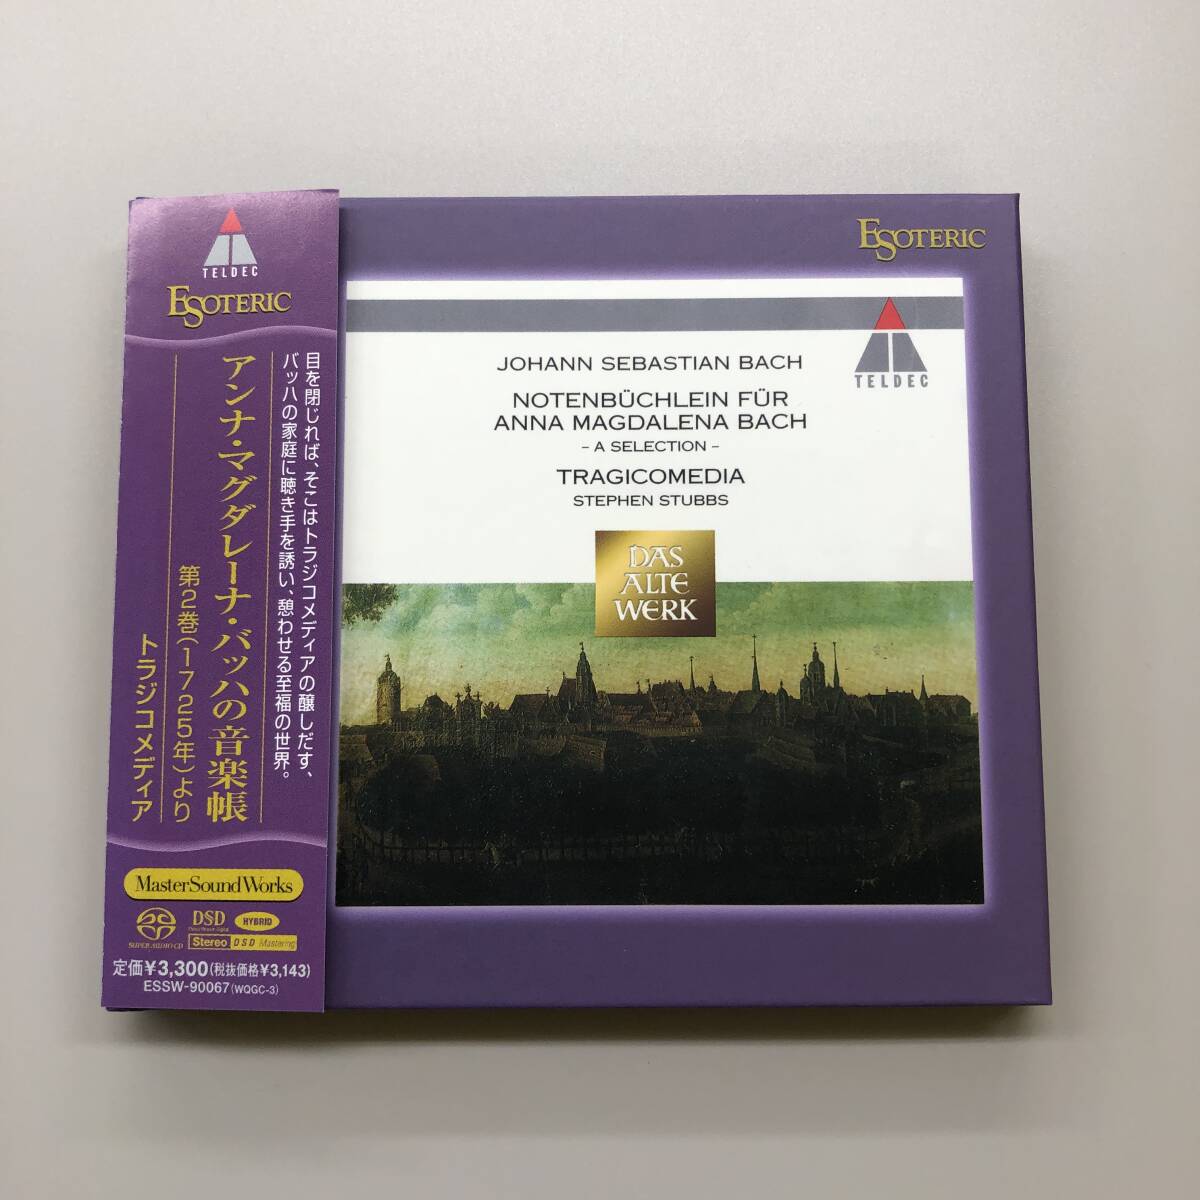 TELDEC
ESOTERIC
目を閉じれば、そこはトラジコメディアの醸しだす、
バッハの家庭に聴き手を誘い、憩わせる至福の世界。
アンナ・マグダレーナ・バッハの音楽帳
第2巻(1725年)より
トラジコメディア
MasterSoundWorks
SUPER AUDIO CD
DSD
Direct Stream Digital
HYBRID
Stereo
DSD Mastering
定価¥3,300(税抜価格¥3,143)
ESSW-90067(WQGC-3)
ESOTERIC
JOHANN SEBASTIAN BACH
TELDEC
NOTENBÜCHLEIN FÜR
ANNA MAGDALENA BACH
– A SELECTION –
TRAGICOMEDIA
STEPHEN STUBBS
DAS
ALTE
WERK